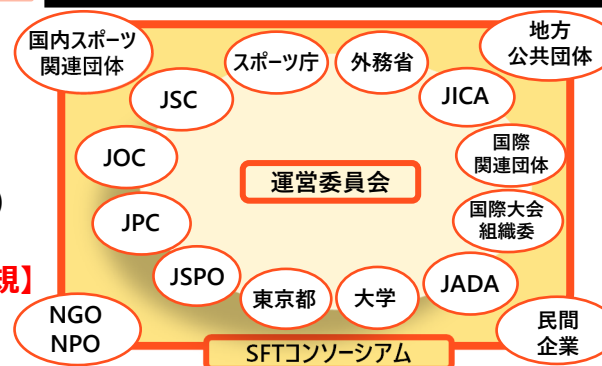 国内スポーツ
関連団体
スポーツ庁
外務省
地方
公共団体
JSC
JICA
JOC
国際
関連団体
運営委員会
JPC
国際大会
組織委
)
規】
JSPO
東京都
大学
JADA
NGO
NPO
民間
企業
SFTコンソーシアム